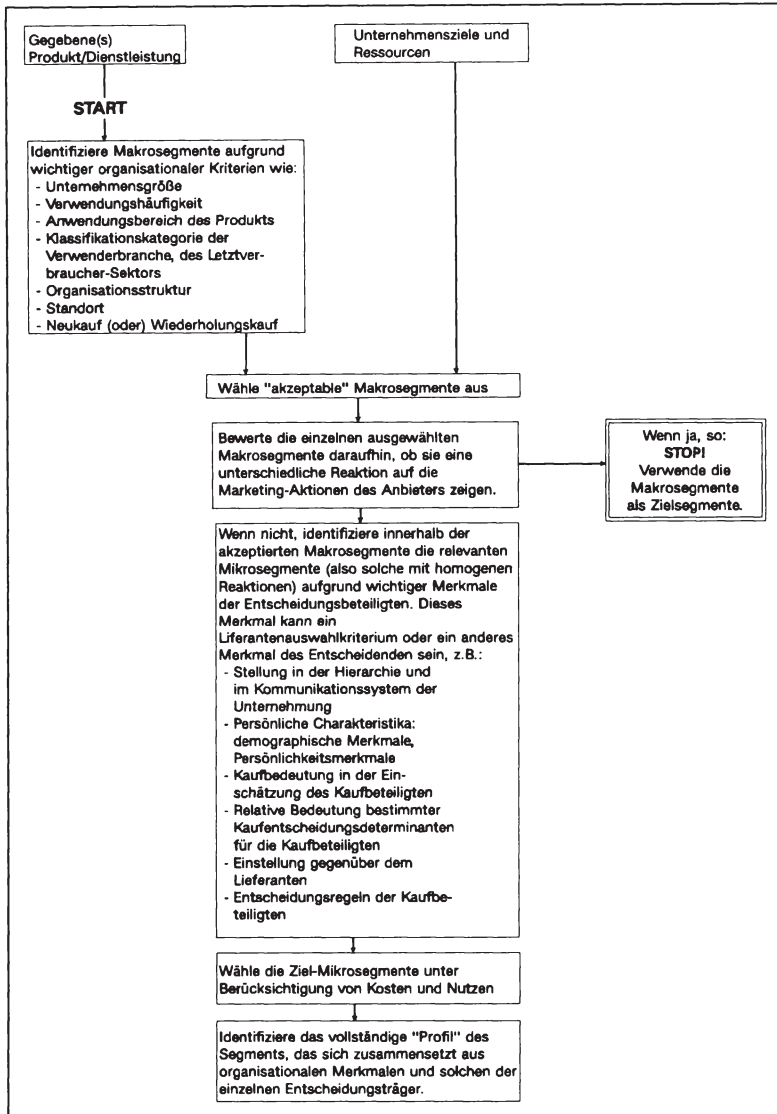 Gegebene(s)
Produkt/Dienstleistung
Unternehmensziele und
Ressourcen
START
Identifiziere Makrosegmente aufgrund
wichtiger organisationaler Kriterien wie:
- Unternehmensgröße
- Verwendungshäufigkeit
- Anwendungsbereich des Produkts
- Klassifikationskategorie der
Verwenderbranche, des Letztver-
braucher-Sektors
- Organisationsstruktur
- Standort
- Neukauf (oder) Wiederholungskauf
Wähle "akzeptable" Makrosegmente aus
Bewerte die einzelnen ausgewählten
Makrosegmente daraufhin, ob sie eine
unterschiedliche Reaktion auf die
Marketing-Aktionen des Anbieters zeigen.
Wenn ja, so:
STOP!
Verwende die
Makrosegmente
als Zielsegmente.
Wenn nicht, identifiziere innerhalb der
akzeptierten Makrosegmente die relevanten
Mikrosegmente (also solche mit homogenen
Reaktionen) aufgrund wichtiger Merkmale
der Entscheidungsbeteiligten. Dieses
Merkmal kann ein
Liferantenauswahlkriterium oder ein anderes
Merkmal des Entscheidenden sein, z.B.:
- Stellung in der Hierarchie und
im Kommunikationssystem der
Unternehmung
- Persönliche Charakteristika:
demographische Merkmale,
Persönlichkeitsmerkmale
- Kaufbedeutung in der Ein-
schätzung des Kaufbeteiligten
- Relative Bedeutung bestimmter
Kaufentscheidungsdeterminanten
für die Kaufbeteiligten
- Einstellung gegenüber dem
Lieferanten
- Entscheidungsregeln der Kaufbe-
teiligten
Wähle die Ziel-Mikrosegmente unter
Berücksichtigung von Kosten und Nutzen
Identifiziere das vollständige "Profil" des
Segments, das sich zusammensetzt aus
organisationalen Merkmalen und solchen der
einzelnen Entscheidungsträger.